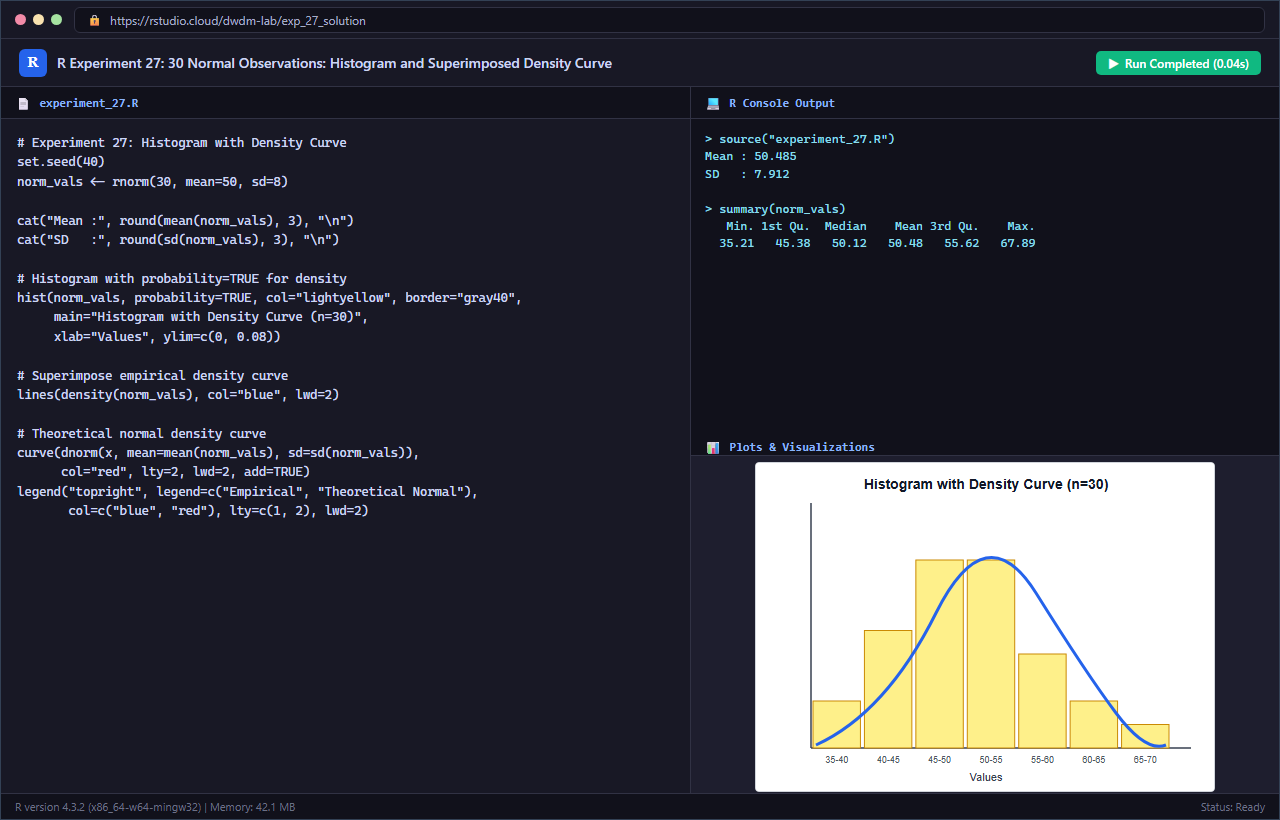 https://rstudio.cloud/dwdm-lab/exp_27_solution
R R Experiment 27: 30 Normal Observations: Histogram and Superimposed Density Curve
▶ Run Completed (0.04s)
experiment_27.R
# Experiment 27: Histogram with Density Curve
set.seed(40)
norm_vals <- rnorm(30, mean=50, sd=8)
cat("Mean :", round(mean(norm_vals), 3), "\n")
cat("SD   :", round(sd(norm_vals), 3), "\n")
# Histogram with probability=TRUE for density
hist(norm_vals, probability=TRUE, col="lightyellow", border="gray40",
     main="Histogram with Density Curve (n=30)",
     xlab="Values", ylim=c(0, 0.08))
# Superimpose empirical density curve
lines(density(norm_vals), col="blue", lwd=2)
# Theoretical normal density curve
curve(dnorm(x, mean=mean(norm_vals), sd=sd(norm_vals)),
      col="red", lty=2, lwd=2, add=TRUE)
legend("topright", legend=c("Empirical", "Theoretical Normal"),
       col=c("blue", "red"), lty=c(1, 2), lwd=2)
R Console Output
> source("experiment_27.R")
Mean : 50.485
SD   : 7.912
> summary(norm_vals)
   Min. 1st Qu.  Median    Mean 3rd Qu.    Max.
  35.21   45.38   50.12   50.48   55.62   67.89
Plots & Visualizations
Histogram with Density Curve (n=30)
35-40 40-45 45-50 50-55 55-60 60-65 65-70
Values
R version 4.3.2 (x86_64-w64-mingw32) | Memory: 42.1 MB
Status: Ready